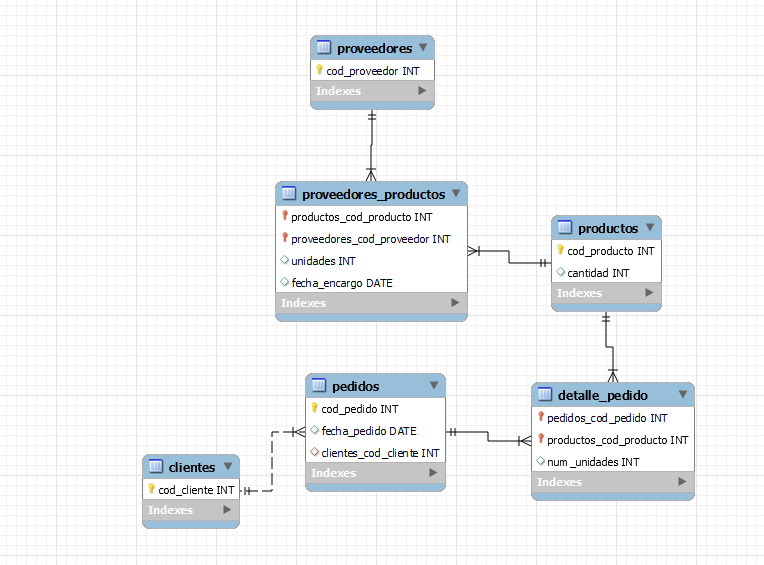 proveedores
cod_proveedor INT
Indexes
proveedores_productos
productos_cod_producto INT
proveedores_cod_proveedor INT
unidades INT
fecha_encargo DATE
Indexes
productos
cod_producto INT
cantidad INT
Indexes
pedidos
cod_pedido INT
fecha_pedido DATE
clientes_cod_cliente INT
Indexes
detalle_pedido
pedidos_cod_pedido INT
productos_cod_producto INT
num_unidades INT
Indexes
clientes
cod_cliente INT
Indexes